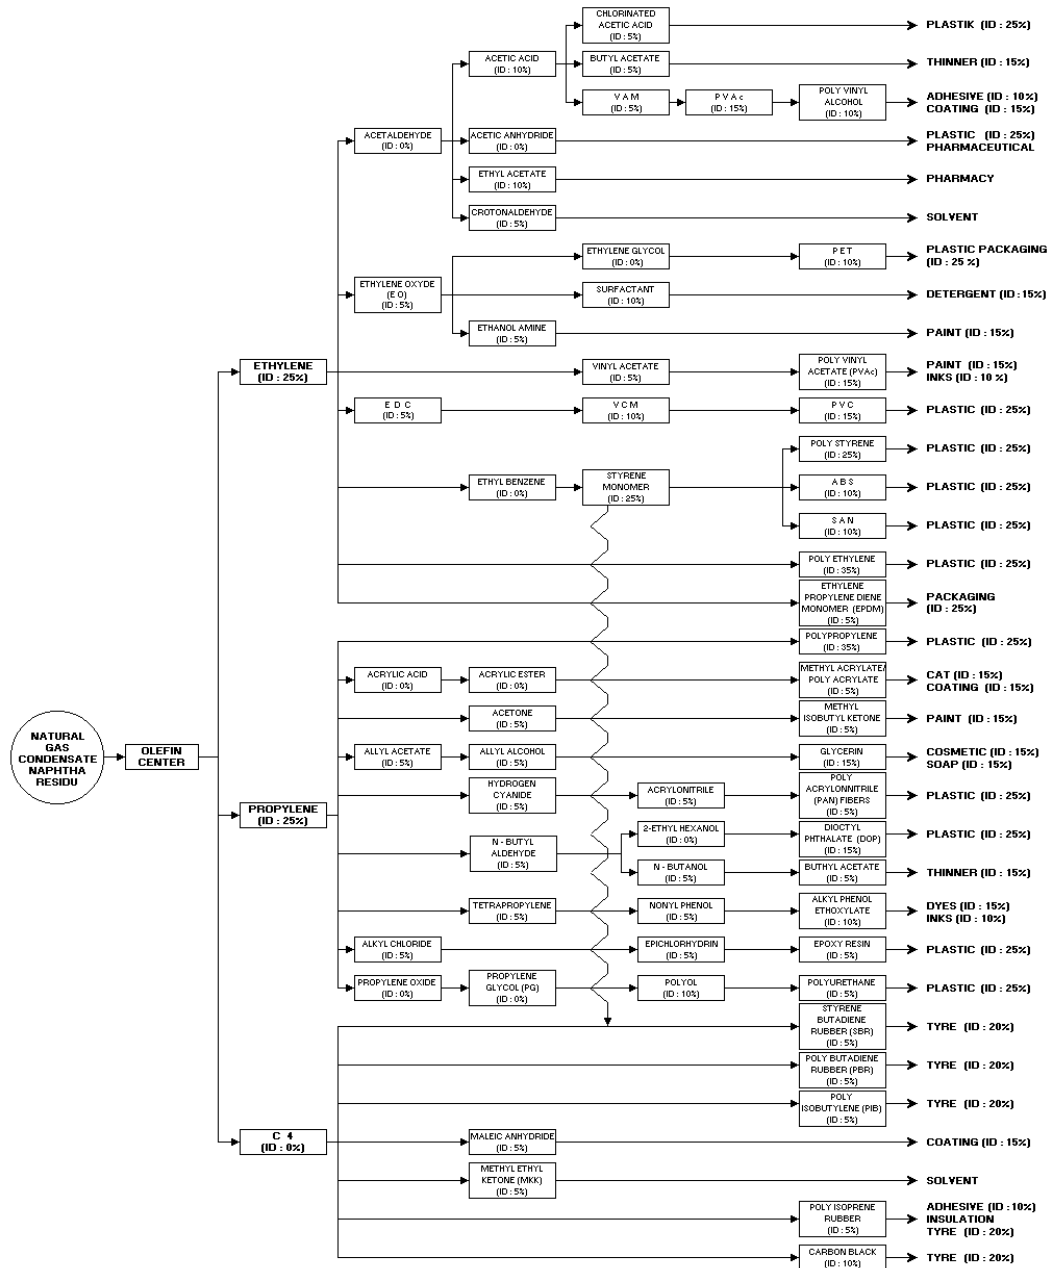 CHLORINATED
ACETIC ACID
(ID : 5%)
PLASTIK (ID : 25%)
ACETIC ACID
(ID : 10%)
BUTYL ACETATE
(ID : 5%)
THINNER (ID : 15%)
V A M
(ID : 5%)
P V A c
(ID : 15%)
POLY VINYL
ALCOHOL
(ID : 10%)
ADHESIVE (ID : 10%)
COATING (ID : 15%)
ACETALDEHYDE
(ID : 0%)
ACETIC ANHYDRIDE
(ID : 0%)
PLASTIC (ID : 25%)
PHARMACEUTICAL
ETHYL ACETATE
(ID : 10%)
PHARMACY
CROTONALDEHYDE
(ID : 5%)
SOLVENT
ETHYLENE OXYDE
(E O)
(ID : 5%)
ETHYLENE GLYCOL
(ID : 0%)
P E T
(ID : 10%)
PLASTIC PACKAGING
(ID : 25 %)
SURFACTANT
(ID : 10%)
DETERGENT (ID : 15%)
ETHANOL AMINE
(ID : 5%)
PAINT (ID : 15%)
ETHYLENE
(ID : 25%)
VINYL ACETATE
(ID : 5%)
POLY VINYL
ACETATE (PVAc)
(ID : 15%)
PAINT (ID : 15%)
INKS (ID : 10 %)
E D C
(ID : 5%)
V C M
(ID : 10%)
P V C
(ID : 15%)
PLASTIC (ID : 25%)
ETHYL BENZENE
(ID : 0%)
STYRENE
MONOMER
(ID : 25%)
POLY STYRENE
(ID : 25%)
PLASTIC (ID : 25%)
A B S
(ID : 10%)
PLASTIC (ID : 25%)
S A N
(ID : 10%)
PLASTIC (ID : 25%)
POLY ETHYLENE
(ID : 35%)
PLASTIC (ID : 25%)
ETHYLENE
PROPYLENE DIENE
MONOMER (EPDM)
(ID : 5%)
PACKAGING
(ID : 25%)
POLYPROPYLENE
(ID : 35%)
PLASTIC (ID : 25%)
ACRYLIC ACID
(ID : 0%)
ACRYLIC ESTER
(ID : 0%)
METHYL ACRYLATE/
POLY ACRYLATE
(ID : 5%)
CAT (ID : 15%)
COATING (ID : 15%)
ACETONE
(ID : 5%)
METHYL
ISOBUTYL KETONE
(ID : 5%)
PAINT (ID : 15%)
NATURAL
GAS
CONDENSATE
NAPHTHA
RESIDU
OLEFIN
CENTER
ALLYL ACETATE
(ID : 5%)
ALLYL ALCOHOL
(ID : 5%)
GLYCERIN
(ID : 15%)
COSMETIC (ID : 15%)
SOAP (ID : 15%)
PROPYLENE
(ID : 25%)
HYDROGEN
CYANIDE
(ID : 5%)
ACRYLONITRILE
(ID : 5%)
POLY
ACRYLONNITRILE
(PAN) FIBERS
(ID : 5%)
PLASTIC (ID : 25%)
N - BUTYL
ALDEHYDE
(ID : 5%)
2-ETHYL HEXANOL
(ID : 0%)
DIOCTYL
PHTHALATE (DOP)
(ID : 15%)
PLASTIC (ID : 25%)
N - BUTANOL
(ID : 5%)
BUTHYL ACETATE
(ID : 5%)
THINNER (ID : 15%)
TETRAPROPYLENE
(ID : 5%)
NONYL PHENOL
(ID : 5%)
ALKYL PHENOL
ETHOXYLATE
(ID : 10%)
DYES (ID : 15%)
INKS (ID : 10%)
ALKYL CHLORIDE
(ID : 5%)
EPICHLORHYDRIN
(ID : 5%)
EPOXY RESIN
(ID : 5%)
PLASTIC (ID : 25%)
PROPYLENE OXIDE
(ID : 0%)
PROPYLENE
GLYCOL (PG)
(ID : 0%)
POLYOL
(ID : 10%)
POLYURETHANE
(ID : 5%)
PLASTIC (ID : 25%)
STYRENE
BUTADIENE
RUBBER (SBR)
(ID : 5%)
TYRE (ID : 20%)
POLY BUTADIENE
RUBBER (PBR)
(ID : 5%)
TYRE (ID : 20%)
POLY
ISOBUTYLENE (PIB)
(ID : 5%)
TYRE (ID : 20%)
C 4
(ID : 0%)
MALEIC ANHYDRIDE
(ID : 5%)
COATING (ID : 15%)
METHYL ETHYL
KETONE (MKK)
(ID : 5%)
SOLVENT
POLY ISOPRENE
RUBBER
(ID : 5%)
ADHESIVE (ID : 10%)
INSULATION
TYRE (ID : 20%)
CARBON BLACK
(ID : 10%)
TYRE (ID : 20%)